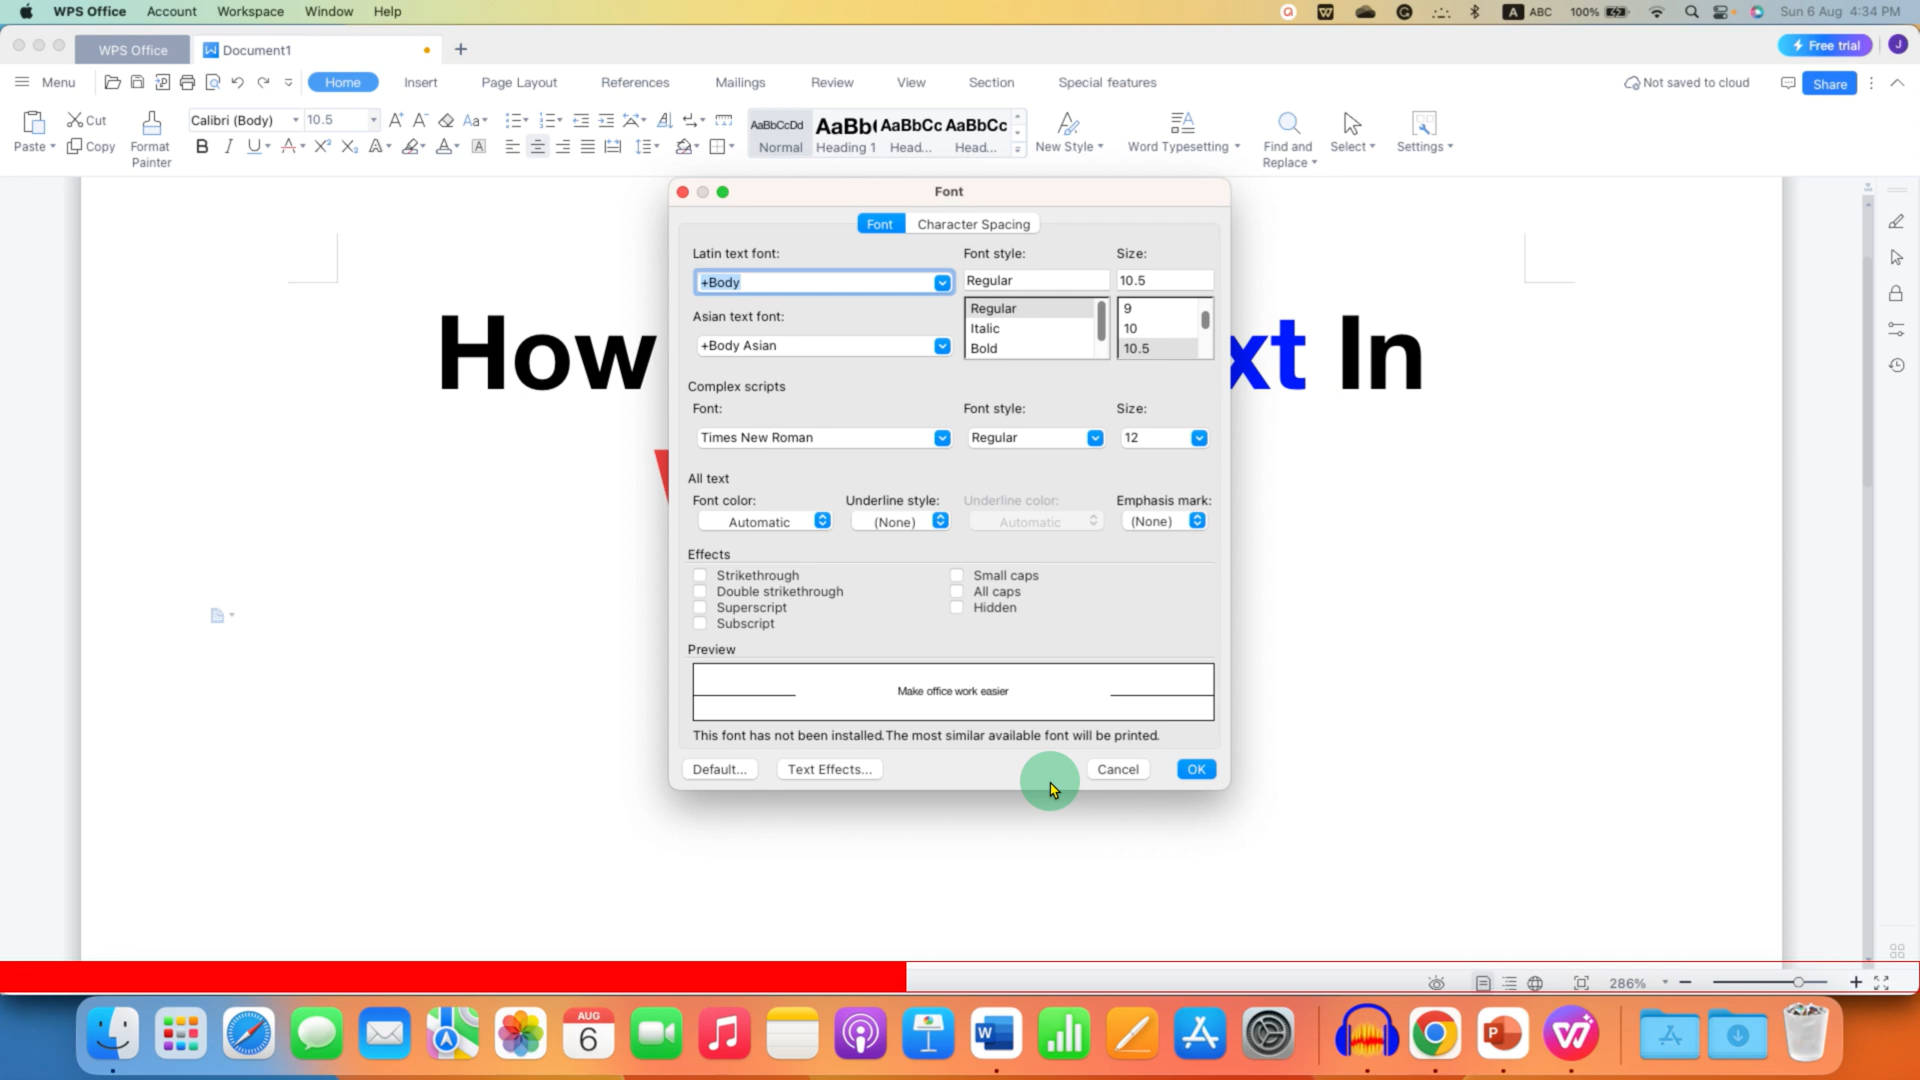 WPS Office Account Workspace Window Help
ABC 100% Sun 6 Aug 4:34 PM
WPS Office Document1 Free trial J
Menu Home Insert Page Layout References Mailings Review View Section Special features Not saved to cloud Share
Paste Cut Copy Format Painter Calibri (Body) 10.5
AaBbCcDd AaBb( AaBbCc AaBbCc
Normal Heading 1 Head... Head... New Style Word Typesetting Find and Replace Select Settings
Font
Font Character Spacing
Latin text font: Font style: Size:
+Body Regular 10.5
Regular 9
Asian text font: Italic 10
+Body Asian Bold 10.5
How xt In
Complex scripts
Font: Font style: Size:
Times New Roman Regular 12
All text
Font color: Underline style: Underline color: Emphasis mark:
Automatic (None) Automatic (None)
Effects
Strikethrough Small caps
Double strikethrough All caps
Superscript Hidden
Subscript
Preview
Make office work easier
This font has not been installed.The most similar available font will be printed.
Default... Text Effects... Cancel OK
286%
AUG
6